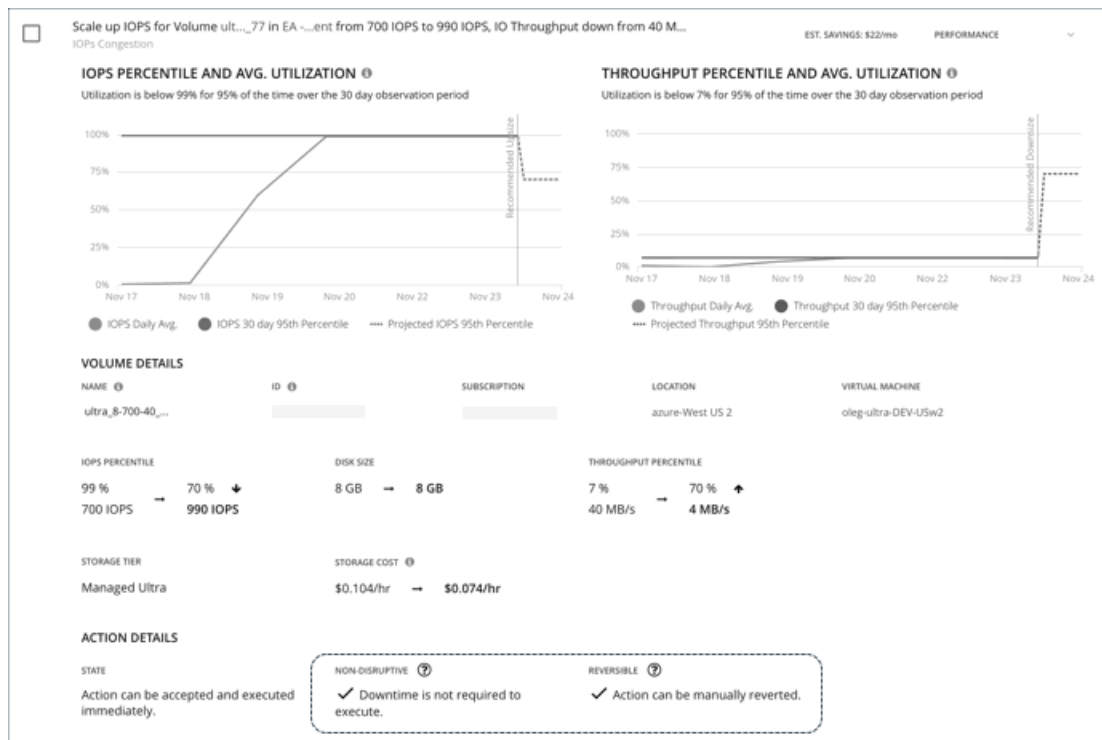 Scale up IOPS for Volume ult..._77 in EA -...ent from 700 IOPS to 990 IOPS, IO Throughput down from 40 M...
IOPs Congestion
EST. SAVINGS: $22/mo
PERFORMANCE
IOPS PERCENTILE AND AVG. UTILIZATION
Utilization is below 99% for 95% of the time over the 30 day observation period
100%
75%
50%
25%
0%
Recommended Upsize
Nov 17 Nov 18 Nov 19 Nov 20 Nov 22 Nov 23 Nov 24
IOPS Daily Avg. IOPS 30 day 95th Percentile Projected IOPS 95th Percentile
THROUGHPUT PERCENTILE AND AVG. UTILIZATION
Utilization is below 7% for 95% of the time over the 30 day observation period
100%
75%
50%
25%
0%
Recommended Downsize
Nov 17 Nov 18 Nov 19 Nov 20 Nov 22 Nov 23 Nov 24
Throughput Daily Avg. Throughput 30 day 95th Percentile
Projected Throughput 95th Percentile
VOLUME DETAILS
NAME ID SUBSCRIPTION LOCATION VIRTUAL MACHINE
ultra_8-700-40_... azure-West US 2 oleg-ultra-DEV-USw2
IOPS PERCENTILE DISK SIZE THROUGHPUT PERCENTILE
99 % → 70 % ↓ 8 GB → 8 GB 7 % → 70 % ↑
700 IOPS 990 IOPS 40 MB/s 4 MB/s
STORAGE TIER STORAGE COST
Managed Ultra $0.104/hr → $0.074/hr
ACTION DETAILS
STATE
Action can be accepted and executed
immediately.
NON-DISRUPTIVE ?
✓ Downtime is not required to
execute.
REVERSIBLE ?
✓ Action can be manually reverted.